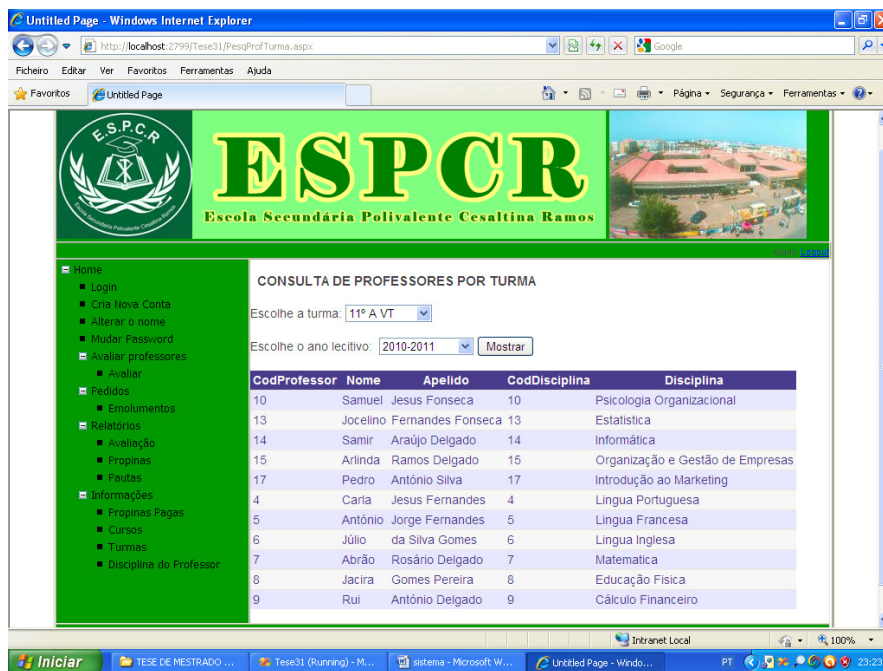 Untitled Page - Windows Internet Explorer
http://localhost:2799/Tese31/PesqProfTurma.aspx
Google
Ficheiro Editar Ver Favoritos Ferramentas Ajuda
Favoritos Untitled Page Página Segurança Ferramentas
E.S.P.C.R
Escola Secundária Polivalente Cesaltina Ramos
ESPCR
Escola Secundária Polivalente Cesaltina Ramos
Logout
Home
Login
Cria Nova Conta
Alterar o nome
Mudar Password
Avaliar professores
Avaliar
Pedidos
Emolumentos
Relatórios
Avaliação
Propinas
Pautas
Informações
Propinas Pagas
Cursos
Turmas
Disciplina do Professor
CONSULTA DE PROFESSORES POR TURMA
Escolhe a turma: 11º A VT
Escolhe o ano lecitivo: 2010-2011 Mostrar
CodProfessor Nome Apelido CodDisciplina Disciplina
10 Samuel Jesus Fonseca 10 Psicologia Organizacional
13 Jocelino Fernandes Fonseca 13 Estatistica
14 Samir Araújo Delgado 14 Informática
15 Arlinda Ramos Delgado 15 Organização e Gestão de Empresas
17 Pedro António Silva 17 Introdução ao Marketing
4 Carla Jesus Fernandes 4 Lingua Portuguesa
5 António Jorge Fernandes 5 Lingua Francesa
6 Júlio da Silva Gomes 6 Lingua Inglesa
7 Abrão Rosário Delgado 7 Matematica
8 Jacira Gomes Pereira 8 Educação Fisica
9 Rui António Delgado 9 Cálculo Financeiro
Intranet Local 100%
Iniciar TESE DE MESTRADO ... Tese31 (Running) - M... sistema - Microsoft W... Untitled Page - Windo... PT 23:23